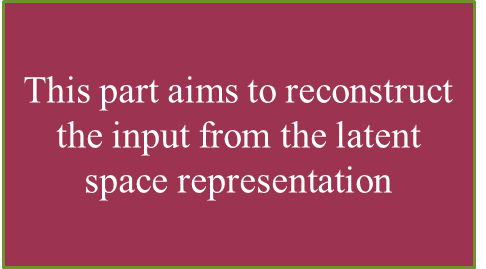 This part aims to reconstruct
the input from the latent
space representation